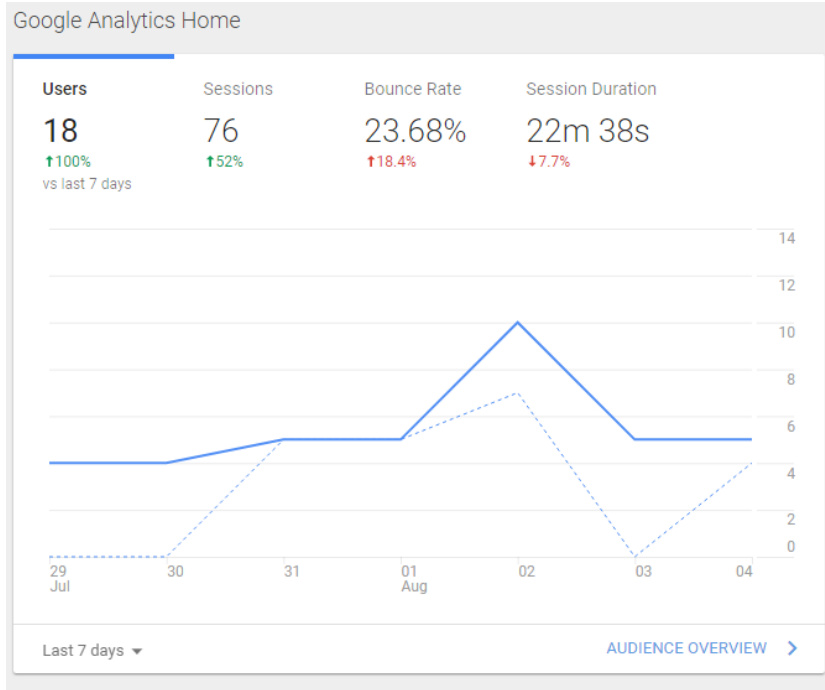 Google Analytics Home
Users Sessions Bounce Rate Session Duration
18 76 23.68% 22m 38s
↑100% ↑52% ↑18.4% ↓7.7%
vs last 7 days
14
12
10
8
6
4
2
0
29 30 31 01 02 03 04
Jul Aug
Last 7 days AUDIENCE OVERVIEW